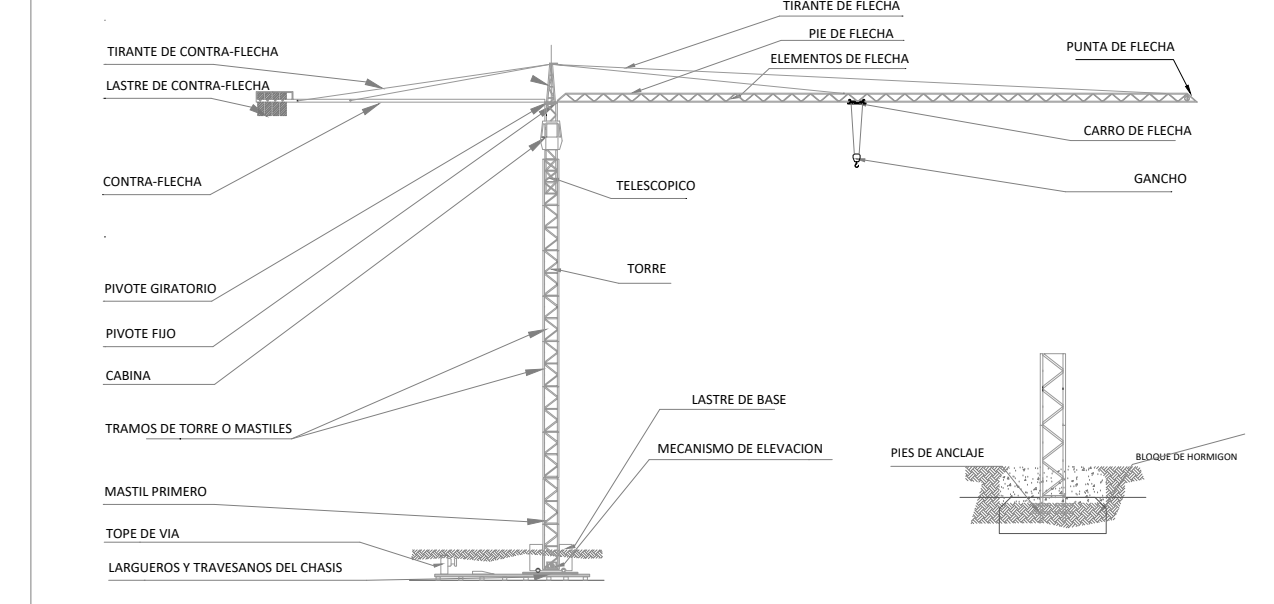 TIRANTE DE FLECHA
PIE DE FLECHA
TIRANTE DE CONTRA-FLECHA
PUNTA DE FLECHA
ELEMENTOS DE FLECHA
LASTRE DE CONTRA-FLECHA
CARRO DE FLECHA
CONTRA-FLECHA
TELESCOPICO
GANCHO
TORRE
PIVOTE GIRATORIO
PIVOTE FIJO
CABINA
LASTRE DE BASE
TRAMOS DE TORRE O MASTILES
MECANISMO DE ELEVACION
PIES DE ANCLAJE
BLOQUE DE HORMIGON
MASTIL PRIMERO
TOPE DE VIA
LARGUEROS Y TRAVESANOS DEL CHASIS